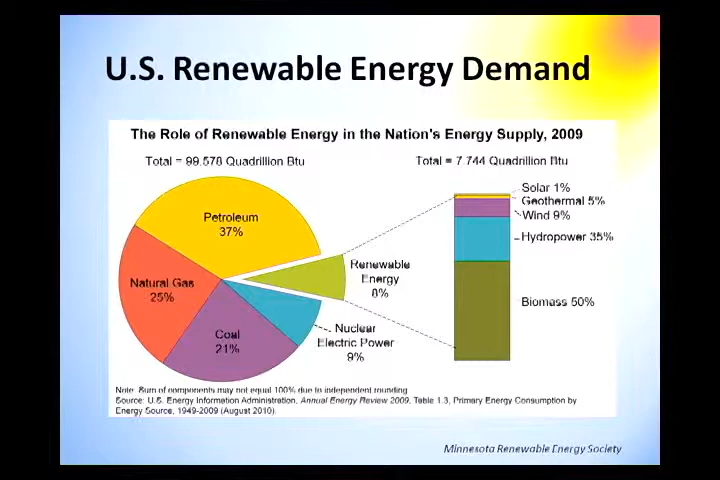 U.S. Renewable Energy Demand
The Role of Renewable Energy in the Nation's Energy Supply, 2009
Total = 99.578 Quadrillion Btu
Total = 7.744 Quadrillion Btu
Petroleum
37%
Natural Gas
25%
Coal
21%
Nuclear
Electric Power
9%
Renewable
Energy
8%
Solar 1%
Geothermal 5%
Wind 9%
Hydropower 35%
Biomass 50%
Note: Sum of components may not equal 100% due to independent rounding.
Source: U.S. Energy Information Administration, Annual Energy Review 2009, Table 1.3, Primary Energy Consumption by
Energy Source, 1949-2009 (August 2010).
Minnesota Renewable Energy Society